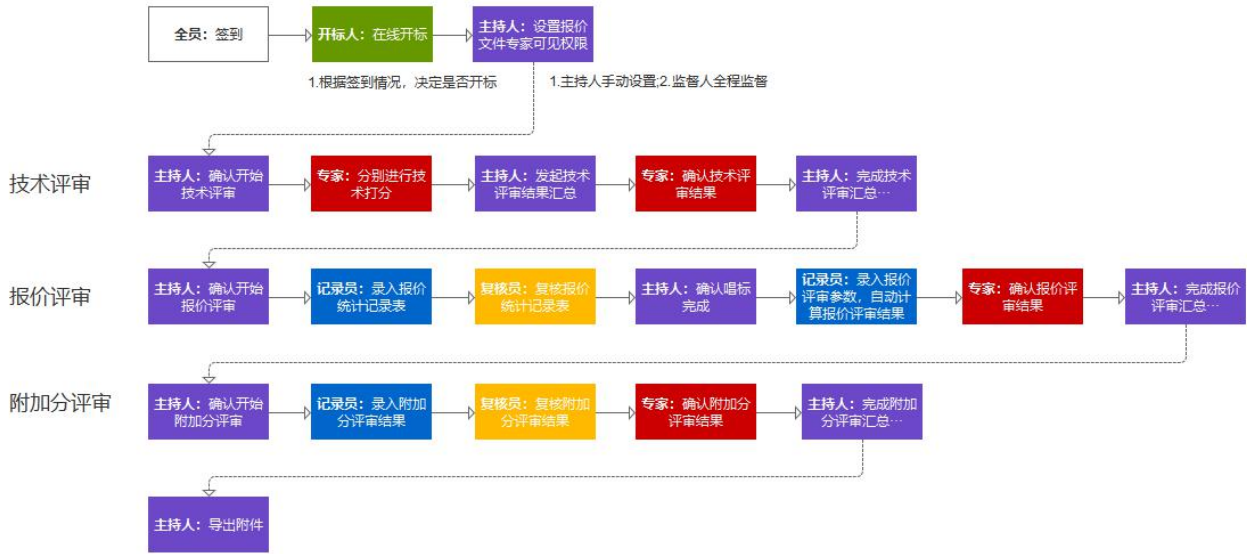 全员：签到
开标人：在线开标
主持人：设置报价
文件专家可见权限
1.根据签到情况，决定是否开标
1.主持人手动设置;2.监督人全程监督
技术评审
主持人：确认开始
技术评审
专家：分别进行技
术打分
主持人：发起技术
评审结果汇总
专家：确认技术评
审结果
主持人：完成技术
评审汇总…
报价评审
主持人：确认开始
报价评审
记录员：录入报价
统计记录表
复核员：复核报价
统计记录表
主持人：确认唱标
完成
记录员：录入报价
评审参数，自动计
算报价评审结果
专家：确认报价评
审结果
主持人：完成报价
评审汇总…
附加分评审
主持人：确认开始
附加分评审
记录员：录入附加
分评审结果
复核员：复核附加
分评审结果
专家：确认附加分
评审结果
主持人：完成附加
分评审汇总…
主持人：导出附件